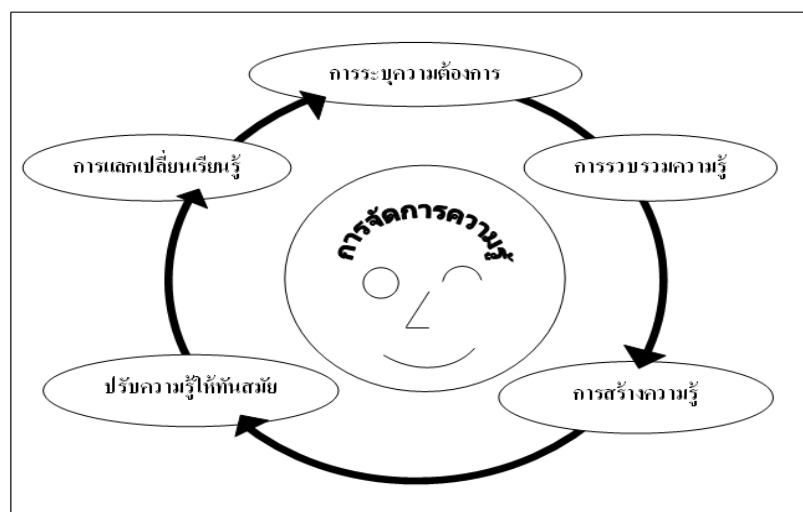 การระบุความต้องการ
การรวบรวมความรู้
การสร้างความรู้
ปรับความรู้ให้ทันสมัย
การแลกเปลี่ยนเรียนรู้
การจัดการความรู้